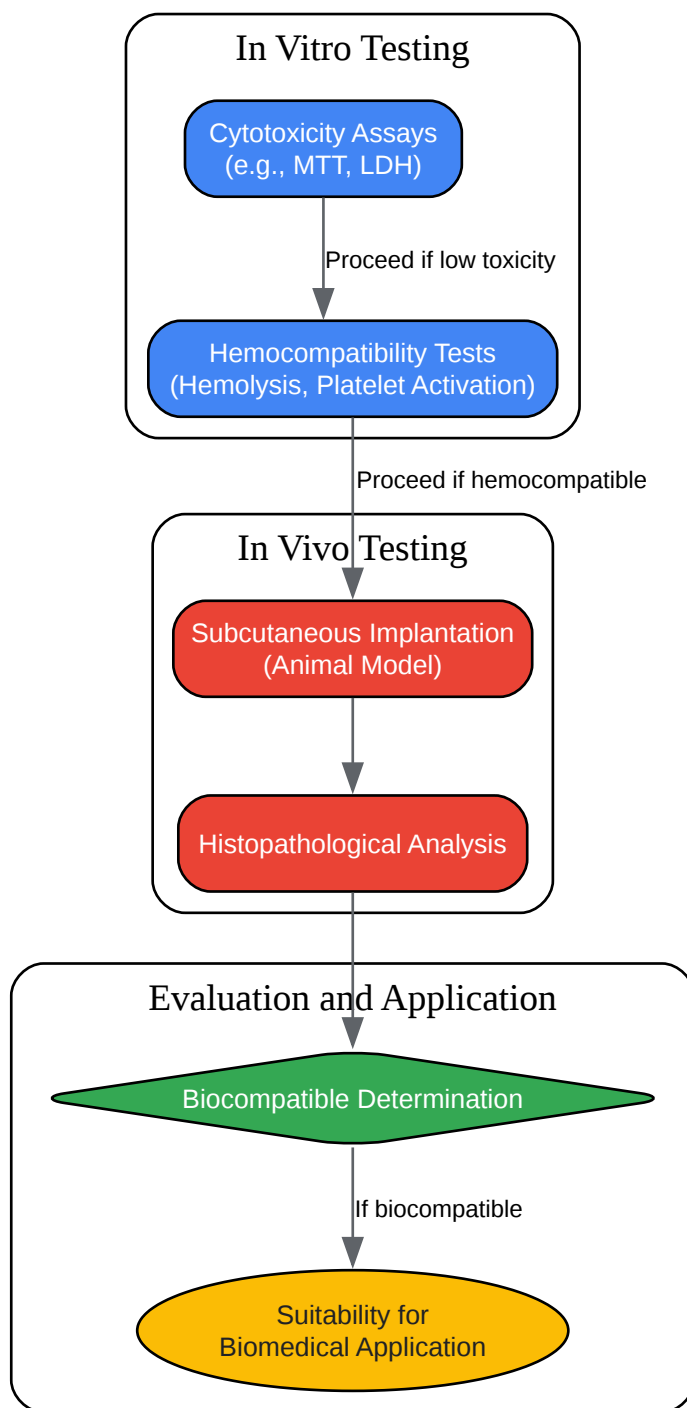 In Vitro Testing
Cytotoxicity Assays
(e.g., MTT, LDH)
Proceed if low toxicity
Hemocompatibility Tests
(Hemolysis, Platelet Activation)
Proceed if hemocompatible
In Vivo Testing
Subcutaneous Implantation
(Animal Model)
Histopathological Analysis
Evaluation and Application
Biocompatible Determination
If biocompatible
Suitability for
Biomedical Application